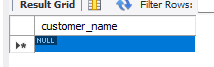 Result Grid Filter Rows:
customer_name
NULL